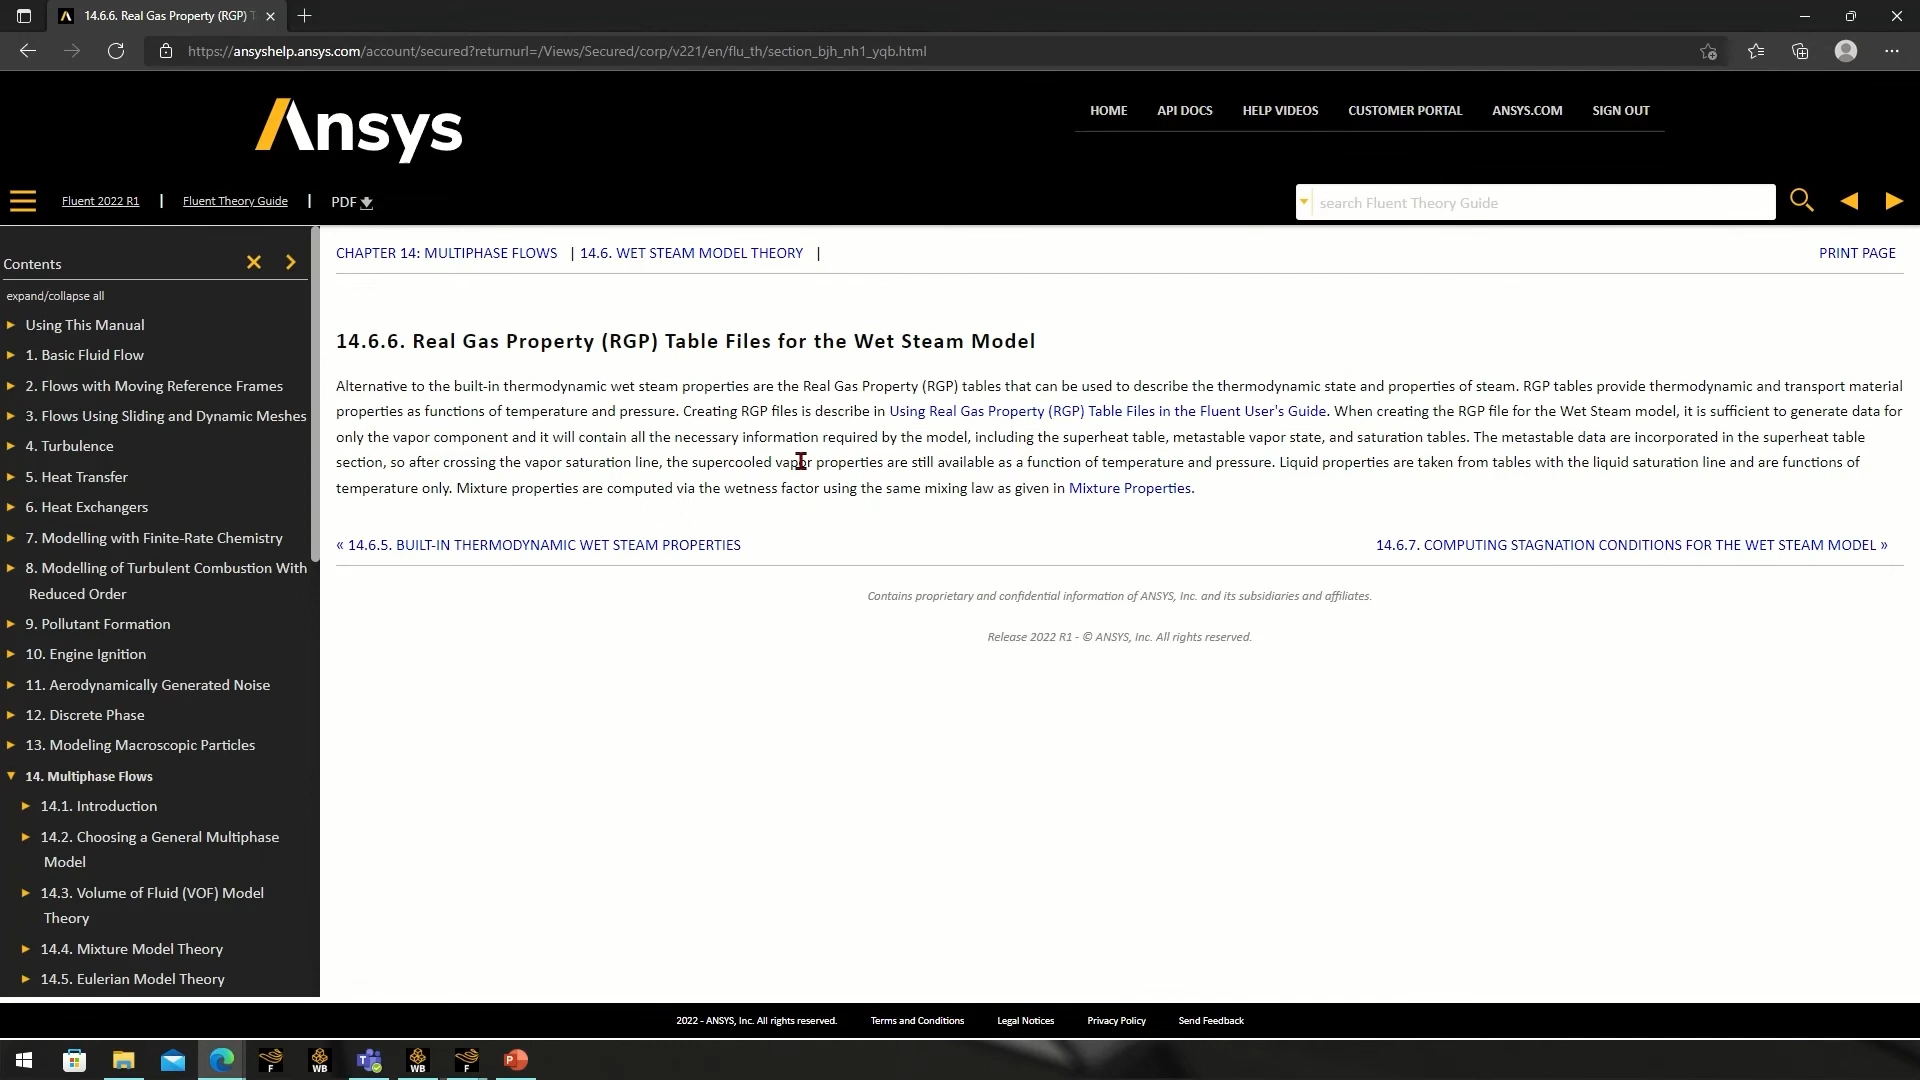 14.6.6. Real Gas Property (RGP) T
https://ansyshelp.ansys.com/account/secured?returnurl=/Views/Secured/corp/v221/en/flu_th/section_bjh_nh1_yqb.html
Ansys
HOME API DOCS HELP VIDEOS CUSTOMER PORTAL ANSYS.COM SIGN OUT
Fluent 2022 R1 | Fluent Theory Guide | PDF
search Fluent Theory Guide
Contents
expand/collapse all
Using This Manual
1. Basic Fluid Flow
2. Flows with Moving Reference Frames
3. Flows Using Sliding and Dynamic Meshes
4. Turbulence
5. Heat Transfer
6. Heat Exchangers
7. Modelling with Finite-Rate Chemistry
8. Modelling of Turbulent Combustion With
Reduced Order
9. Pollutant Formation
10. Engine Ignition
11. Aerodynamically Generated Noise
12. Discrete Phase
13. Modeling Macroscopic Particles
14. Multiphase Flows
14.1. Introduction
14.2. Choosing a General Multiphase
Model
14.3. Volume of Fluid (VOF) Model
Theory
14.4. Mixture Model Theory
14.5. Eulerian Model Theory
CHAPTER 14: MULTIPHASE FLOWS | 14.6. WET STEAM MODEL THEORY |
PRINT PAGE
14.6.6. Real Gas Property (RGP) Table Files for the Wet Steam Model
Alternative to the built-in thermodynamic wet steam properties are the Real Gas Property (RGP) tables that can be used to describe the thermodynamic state and properties of steam. RGP tables provide thermodynamic and transport material
properties as functions of temperature and pressure. Creating RGP files is describe in Using Real Gas Property (RGP) Table Files in the Fluent User's Guide. When creating the RGP file for the Wet Steam model, it is sufficient to generate data for
only the vapor component and it will contain all the necessary information required by the model, including the superheat table, metastable vapor state, and saturation tables. The metastable data are incorporated in the superheat table
section, so after crossing the vapor saturation line, the supercooled vapor properties are still available as a function of temperature and pressure. Liquid properties are taken from tables with the liquid saturation line and are functions of
temperature only. Mixture properties are computed via the wetness factor using the same mixing law as given in Mixture Properties.
« 14.6.5. BUILT-IN THERMODYNAMIC WET STEAM PROPERTIES
14.6.7. COMPUTING STAGNATION CONDITIONS FOR THE WET STEAM MODEL »
Contains proprietary and confidential information of ANSYS, Inc. and its subsidiaries and affiliates.
Release 2022 R1 - © ANSYS, Inc. All rights reserved.
2022 - ANSYS, Inc. All rights reserved. Terms and Conditions Legal Notices Privacy Policy Send Feedback
F WB T WB F P